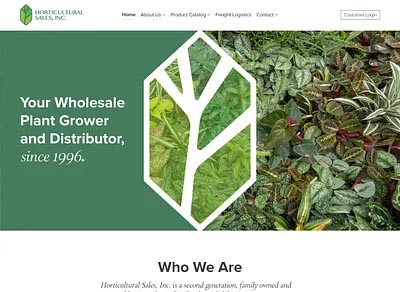 HORTICULTURAL
SALES, INC.
Home About Us Product Catalog Freight Logistics Contact
Customer Login
Your Wholesale
Plant Grower
and Distributor,
since 1996.
Who We Are
Horticultural Sales, Inc. is a second generation, family owned and